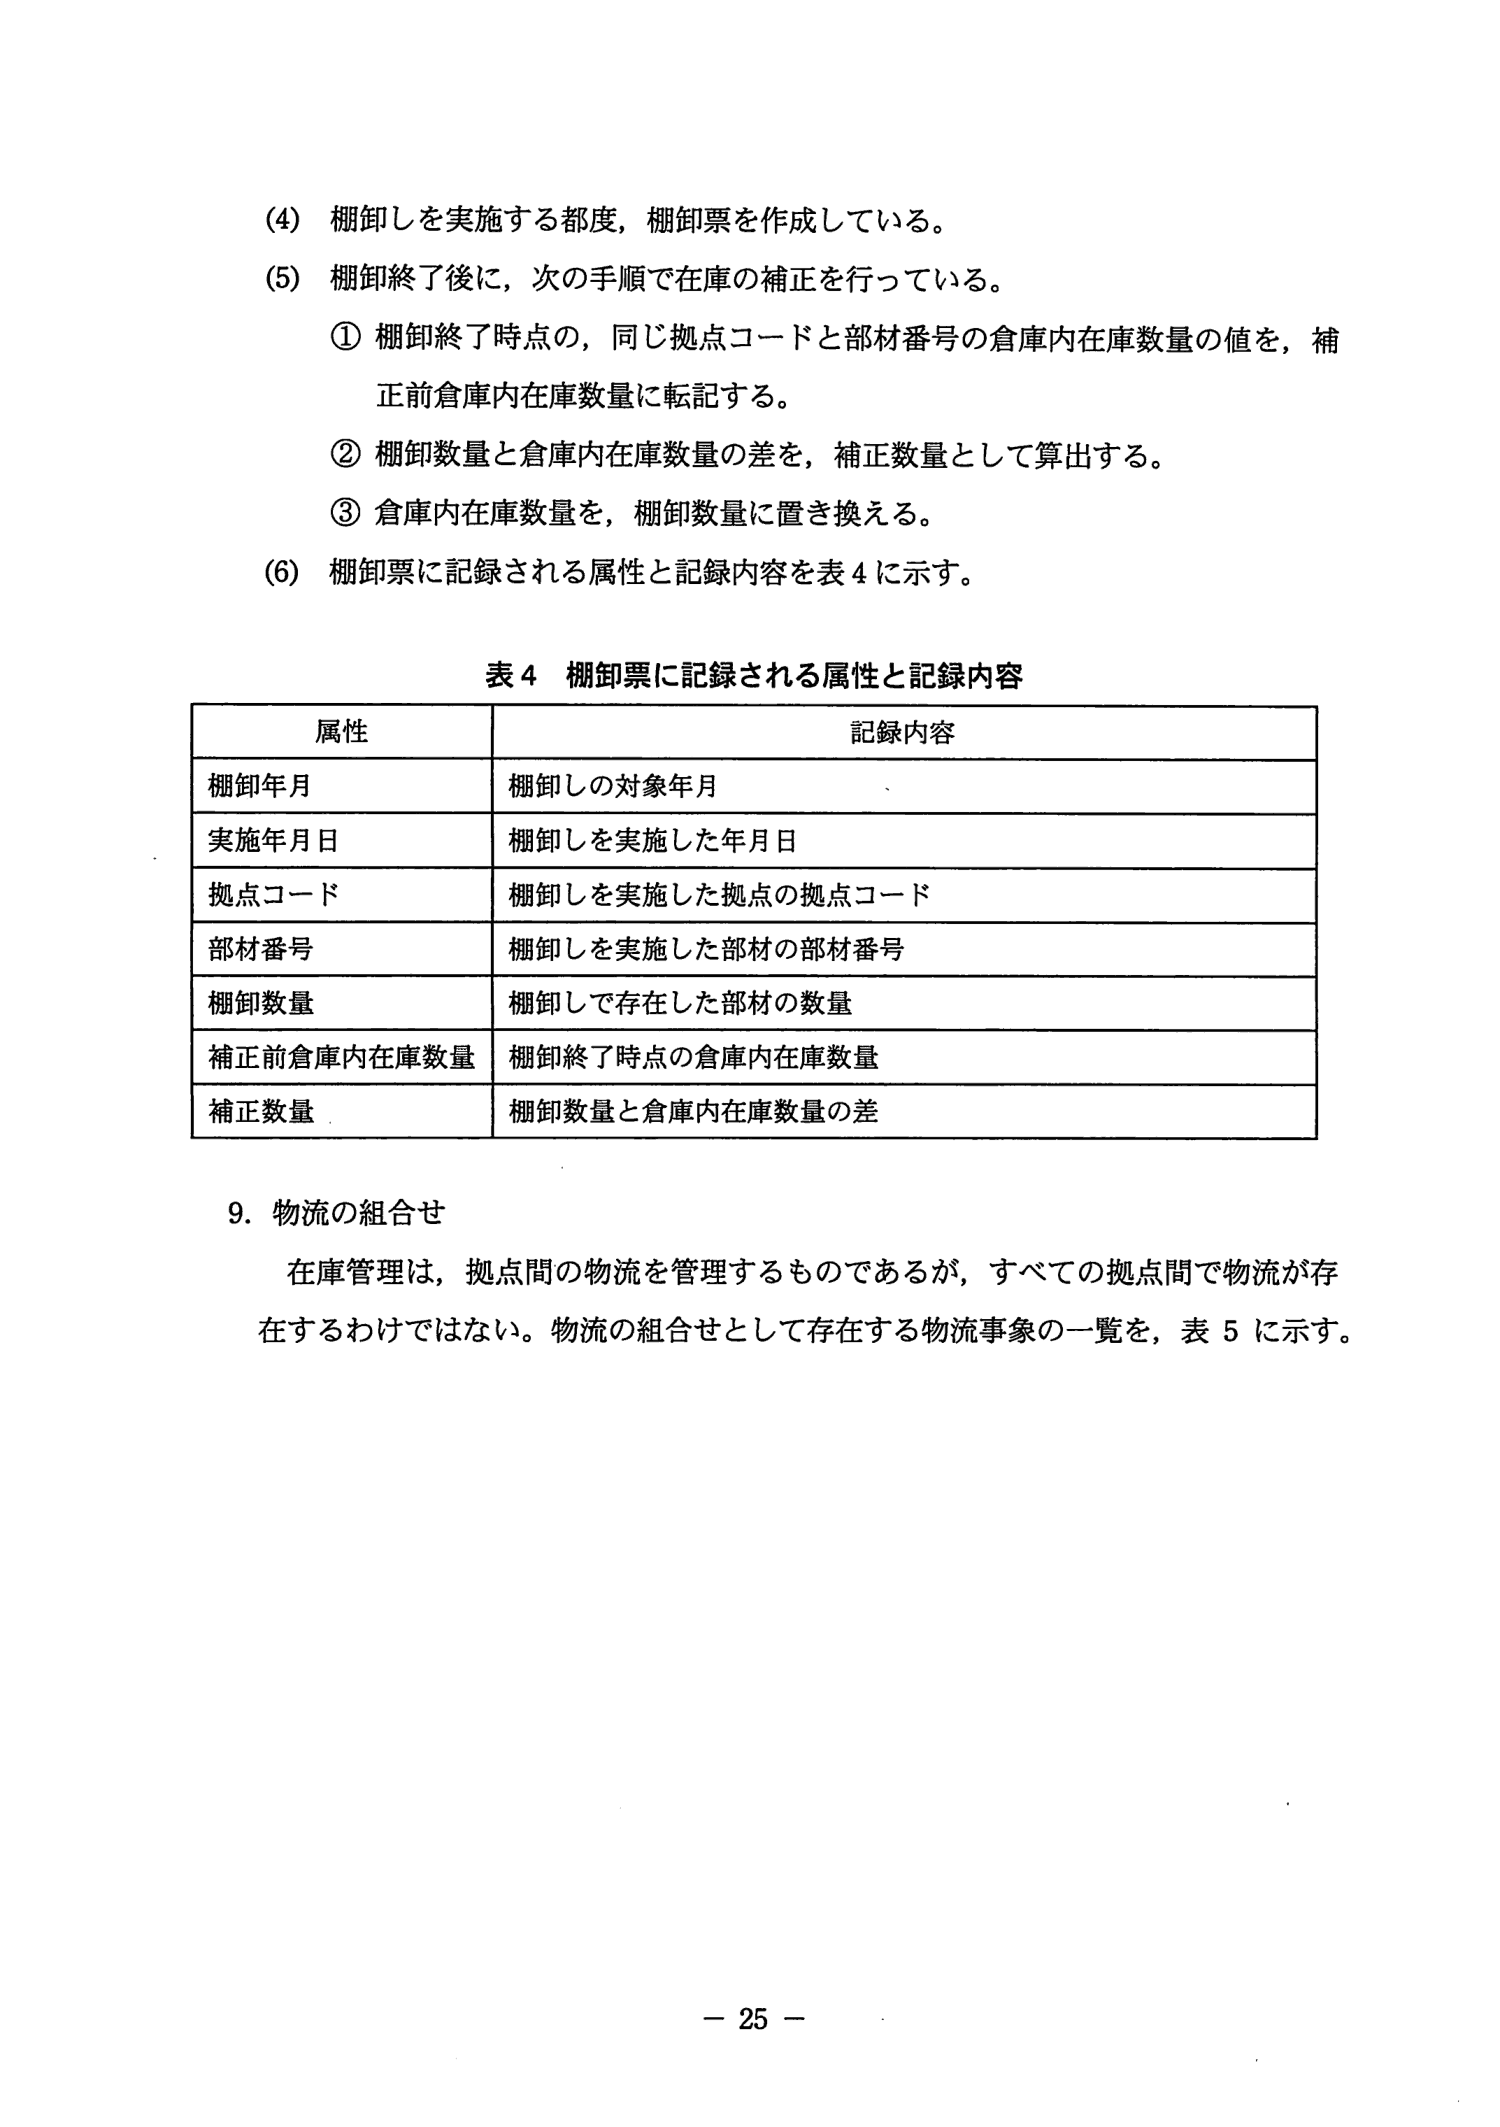 (4) 棚卸しを実施する都度，棚卸票を作成している。
(5) 棚卸終了後に，次の手順で在庫の補正を行っている。
① 棚卸終了時点の，同じ拠点コードと部材番号の倉庫内在庫数量の値を，補
正前倉庫内在庫数量に転記する。
② 棚卸数量と倉庫内在庫数量の差を，補正数量として算出する。
③ 倉庫内在庫数量を，棚卸数量に置き換える。
(6) 棚卸票に記録される属性と記録内容を表 4 に示す。
表 4 棚卸票に記録される属性と記録内容
属性 記録内容
棚卸年月 棚卸しの対象年月
実施年月日 棚卸しを実施した年月日
拠点コード 棚卸しを実施した拠点の拠点コード
部材番号 棚卸しを実施した部材の部材番号
棚卸数量 棚卸しで存在した部材の数量
補正前倉庫内在庫数量 棚卸終了時点の倉庫内在庫数量
補正数量 棚卸数量と倉庫内在庫数量の差
9．物流の組合せ
在庫管理は，拠点間の物流を管理するものであるが，すべての拠点間で物流が存
在するわけではない。物流の組合せとして存在する物流事象の一覧を，表 5 に示す。
－ 25 －